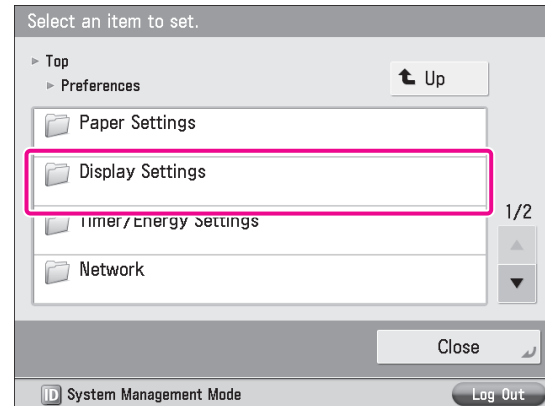 Select an item to set.
Top
Preferences
Up
Paper Settings
Display Settings
Timer/Energy Settings
Network
1/2
Close
ID System Management Mode
Log Out